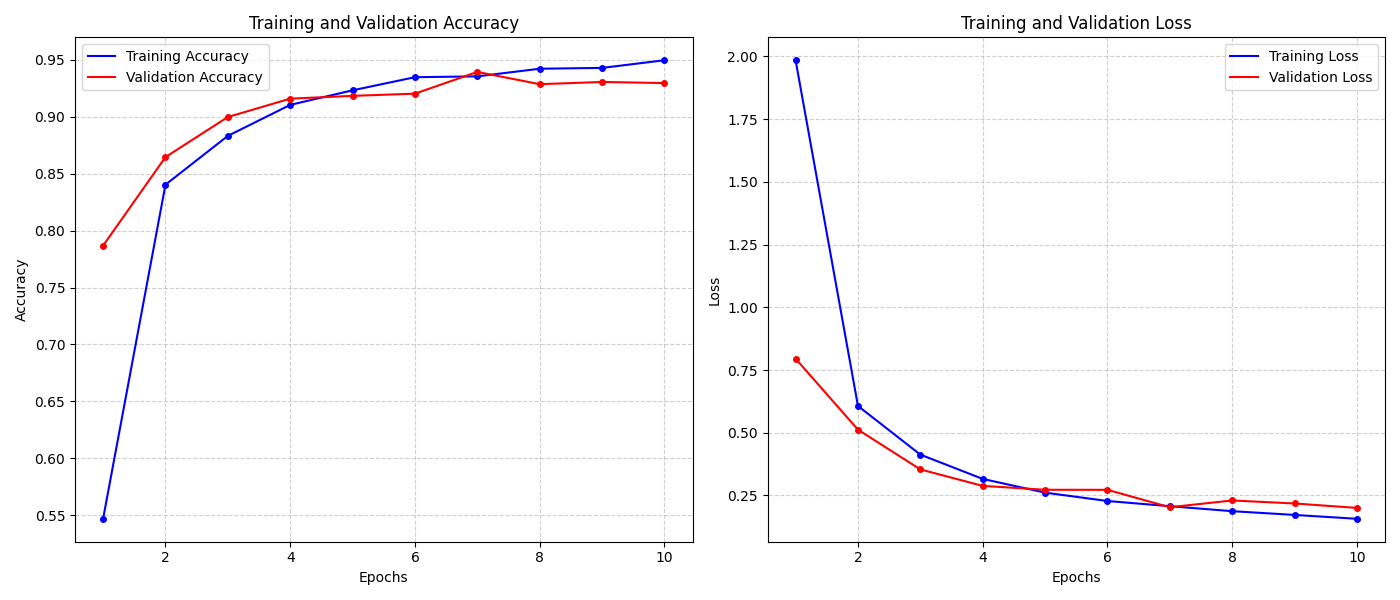 Training and Validation Accuracy
Training Accuracy
Validation Accuracy
0.95
0.90
0.85
0.80
0.75
0.70
0.65
0.60
0.55
Accuracy
2 4 6 8 10
Epochs
Training and Validation Loss
Training Loss
Validation Loss
2.00
1.75
1.50
1.25
1.00
0.75
0.50
0.25
Loss
2 4 6 8 10
Epochs